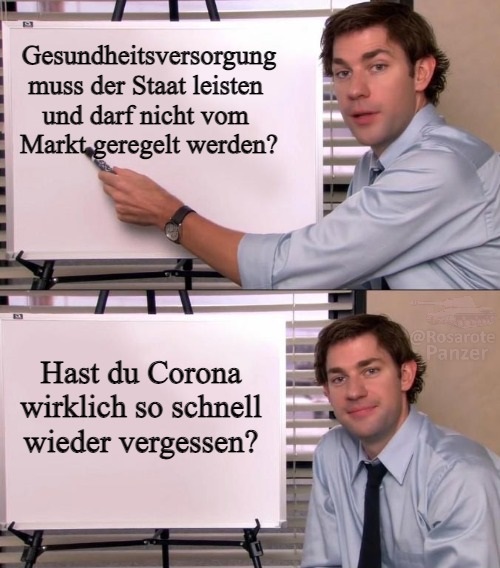 Gesundheitsversorgung
muss der Staat leisten
und darf nicht vom
Markt geregelt werden?
@Rosarote
Panzer
Hast du Corona
wirklich so schnell
wieder vergessen?